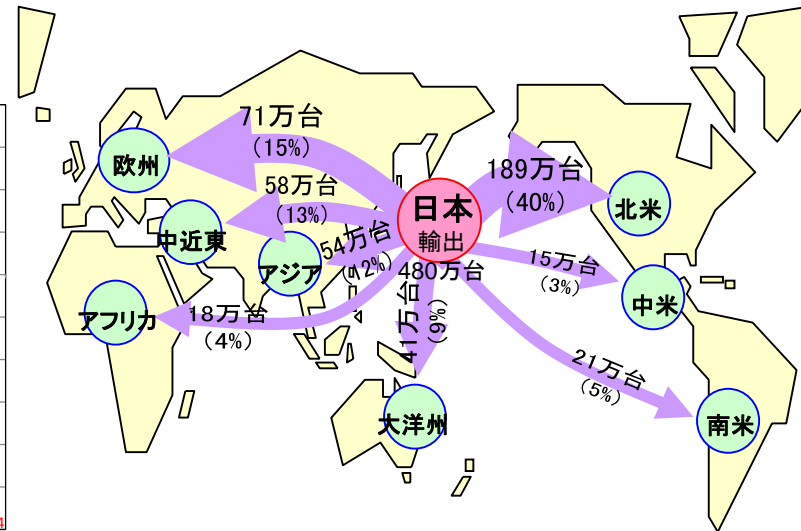 71万台
(15%)
欧州
58万台
(13%)
中近東
54万台
(12%)
アジア
日本
輸出
480万台
189万台
(40%)
北米
15万台
(3%)
中米
18万台
(4%)
アフリカ
41万台
(9%)
大洋州
21万台
(5%)
南米
4